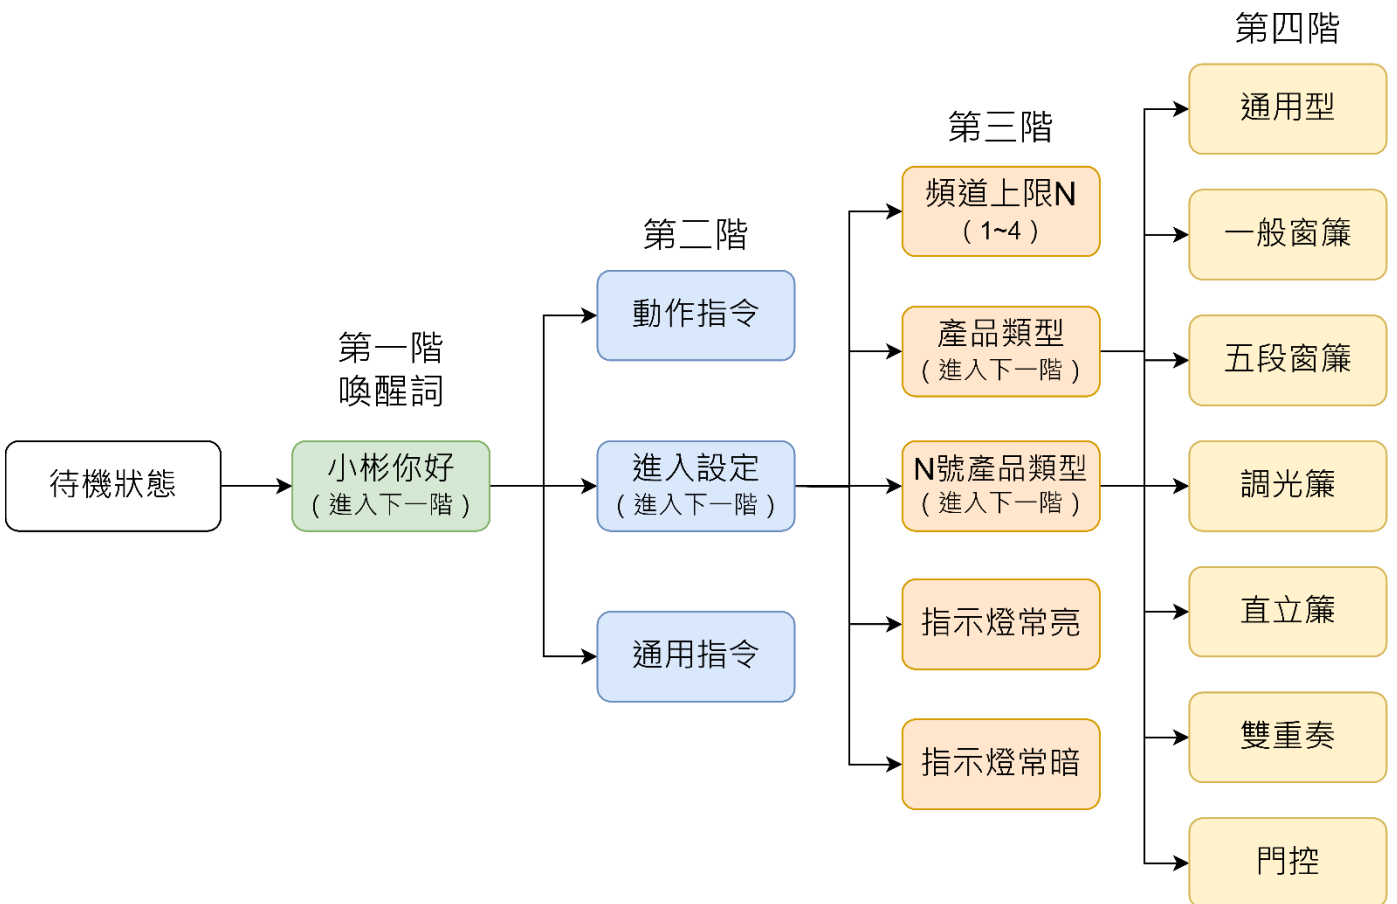 待機狀態
第一階
喚醒詞
小彬你好
(進入下一階)
第二階
動作指令
進入設定
(進入下一階)
通用指令
第三階
頻道上限N
(1~4)
產品類型
(進入下一階)
N號產品類型
(進入下一階)
指示燈常亮
指示燈常暗
第四階
通用型
一般窗簾
五段窗簾
調光簾
直立簾
雙重奏
門控